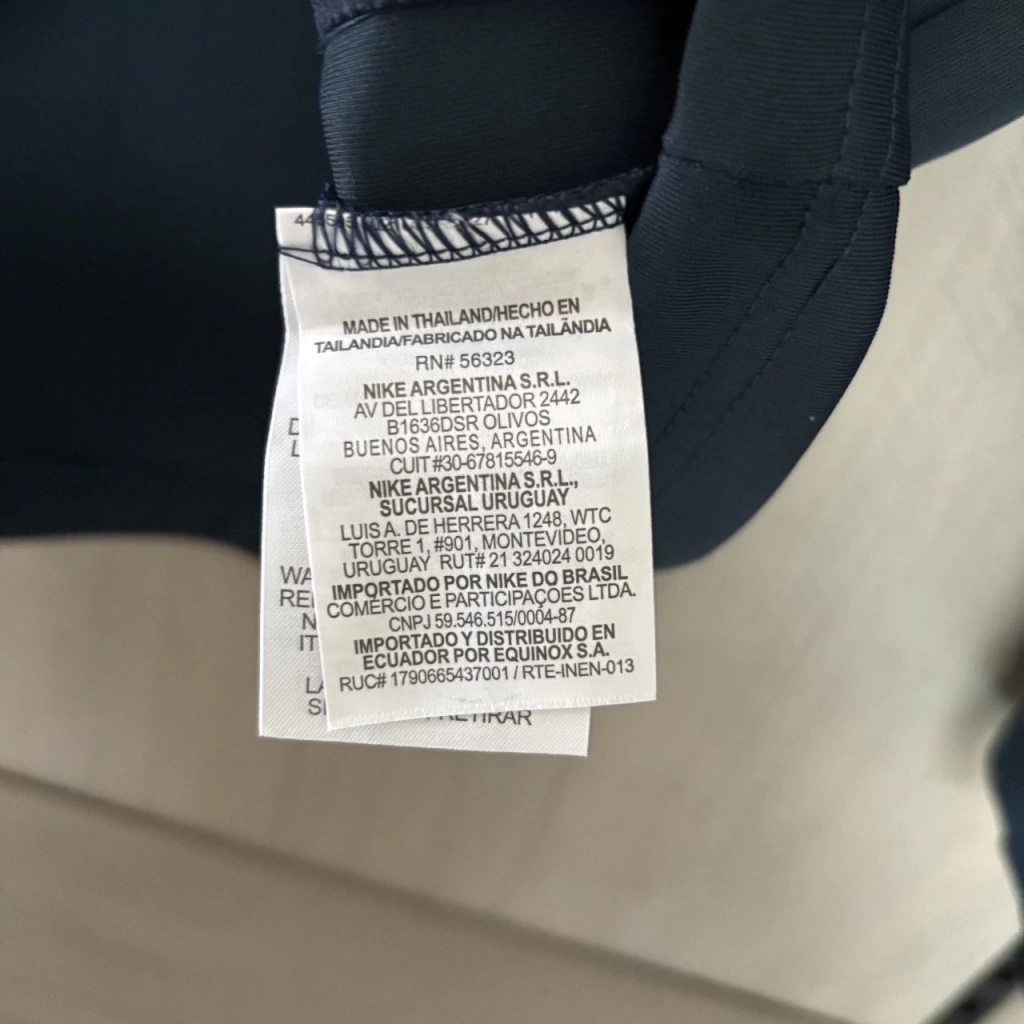 MADE IN THAILAND/HECHO EN
TAILANDIA/FABRICADO NA TAILÃNDIA
RN# 56323
NIKE ARGENTINA S.R.L.
AV DEL LIBERTADOR 2442
B1636DSR OLIVOS
BUENOS AIRES, ARGENTINA
CUIT #30-67815546-9
NIKE ARGENTINA S.R.L.,
SUCURSAL URUGUAY
LUIS A. DE HERRERA 1248, WTC
TORRE 1, #901, MONTEVIDEO,
URUGUAY RUT# 21 324024 0019
IMPORTADO POR NIKE DO BRASIL
COMÉRCIO E PARTICIPAÇOES LTDA.
CNPJ 59.546.515/0004-87
IMPORTADO Y DISTRIBUIDO EN
ECUADOR POR EQUINOX S.A.
RUC# 1790665437001 / RTE-INEN-013
RETIRAR